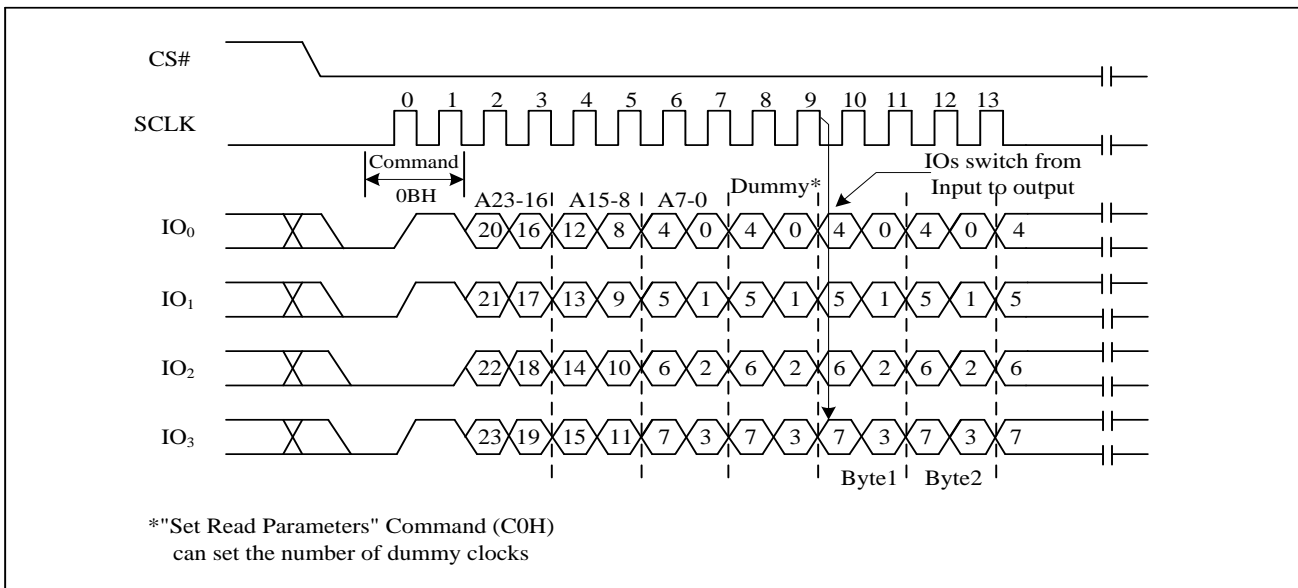 CS#
0 1 2 3 4 5 6 7 8 9 10 11 12 13
SCLK
Command
0BH
IOs switch from
Input to output
Dummy*
A23-16 A15-8 A7-0
IO0 20 16 12 8 4 0 4 0 4 0 4 0 4
IO1 21 17 13 9 5 1 5 1 5 1 5 1 5
IO2 22 18 14 10 6 2 6 2 6 2 6 2 6
IO3 23 19 15 11 7 3 7 3 7 3 7 3 7
Byte1 Byte2
*"Set Read Parameters" Command (C0H)
can set the number of dummy clocks